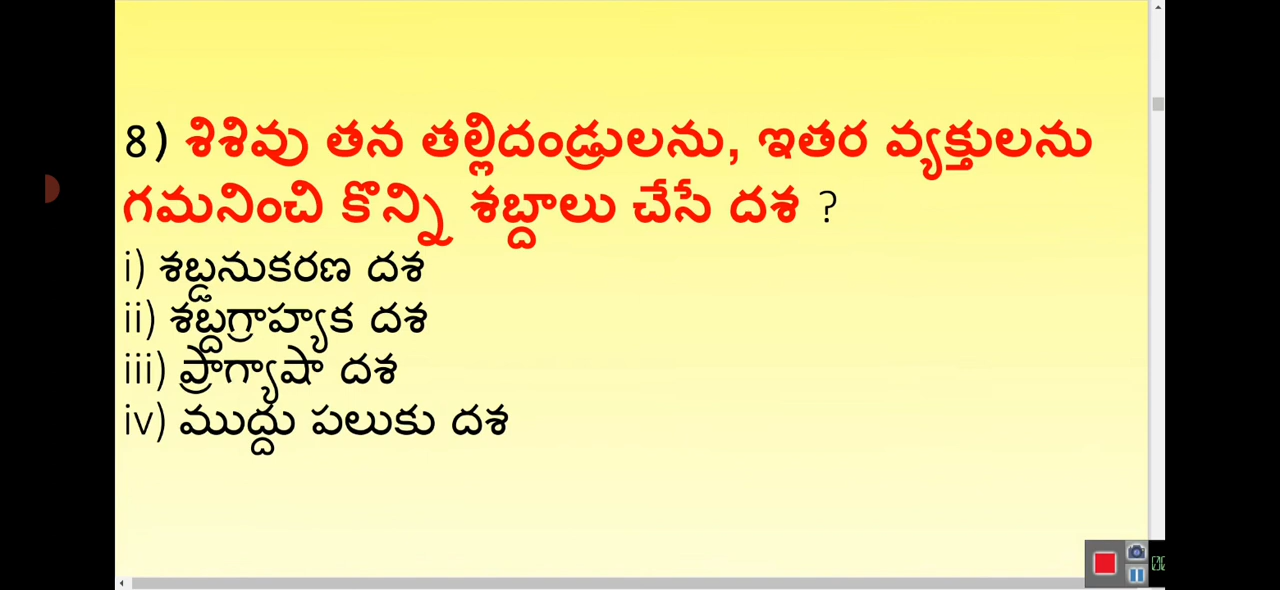 8) శిశివు తన తల్లిదండ్రులను, ఇతర వ్యక్తులను
గమనించి కొన్ని శబ్దాలు చేసే దశ ?
i) శబ్డనుకరణ దశ
ii) శబ్దగ్రాహ్యక దశ
iii) ప్రాగ్యాషా దశ
iv) ముద్దు పలుకు దశ